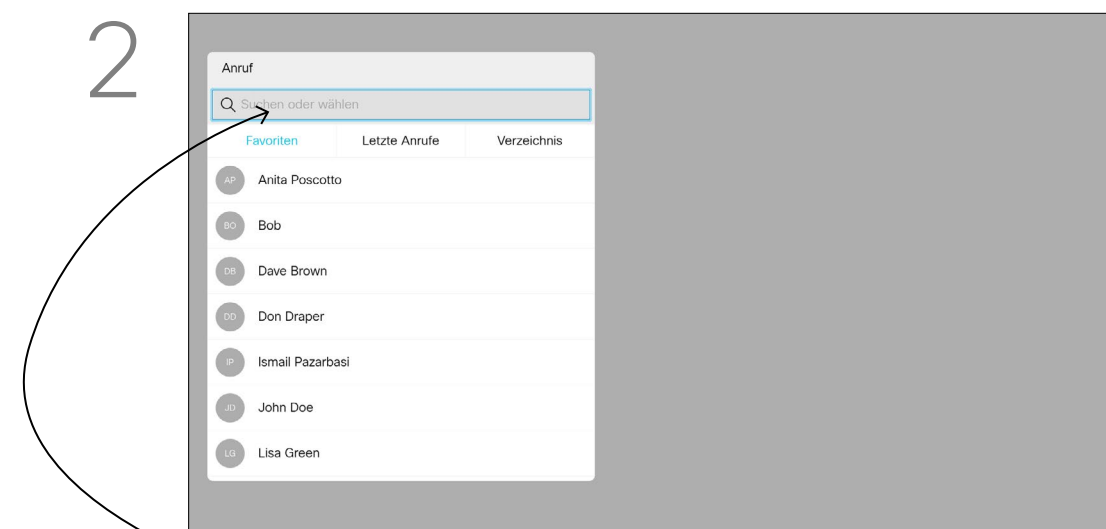 2
Anruf
Suchen oder wählen
Favoriten Letzte Anrufe Verzeichnis
AP Anita Poscotto
BO Bob
DB Dave Brown
DD Don Draper
IP Ismail Pazarbasi
JD John Doe
LG Lisa Green